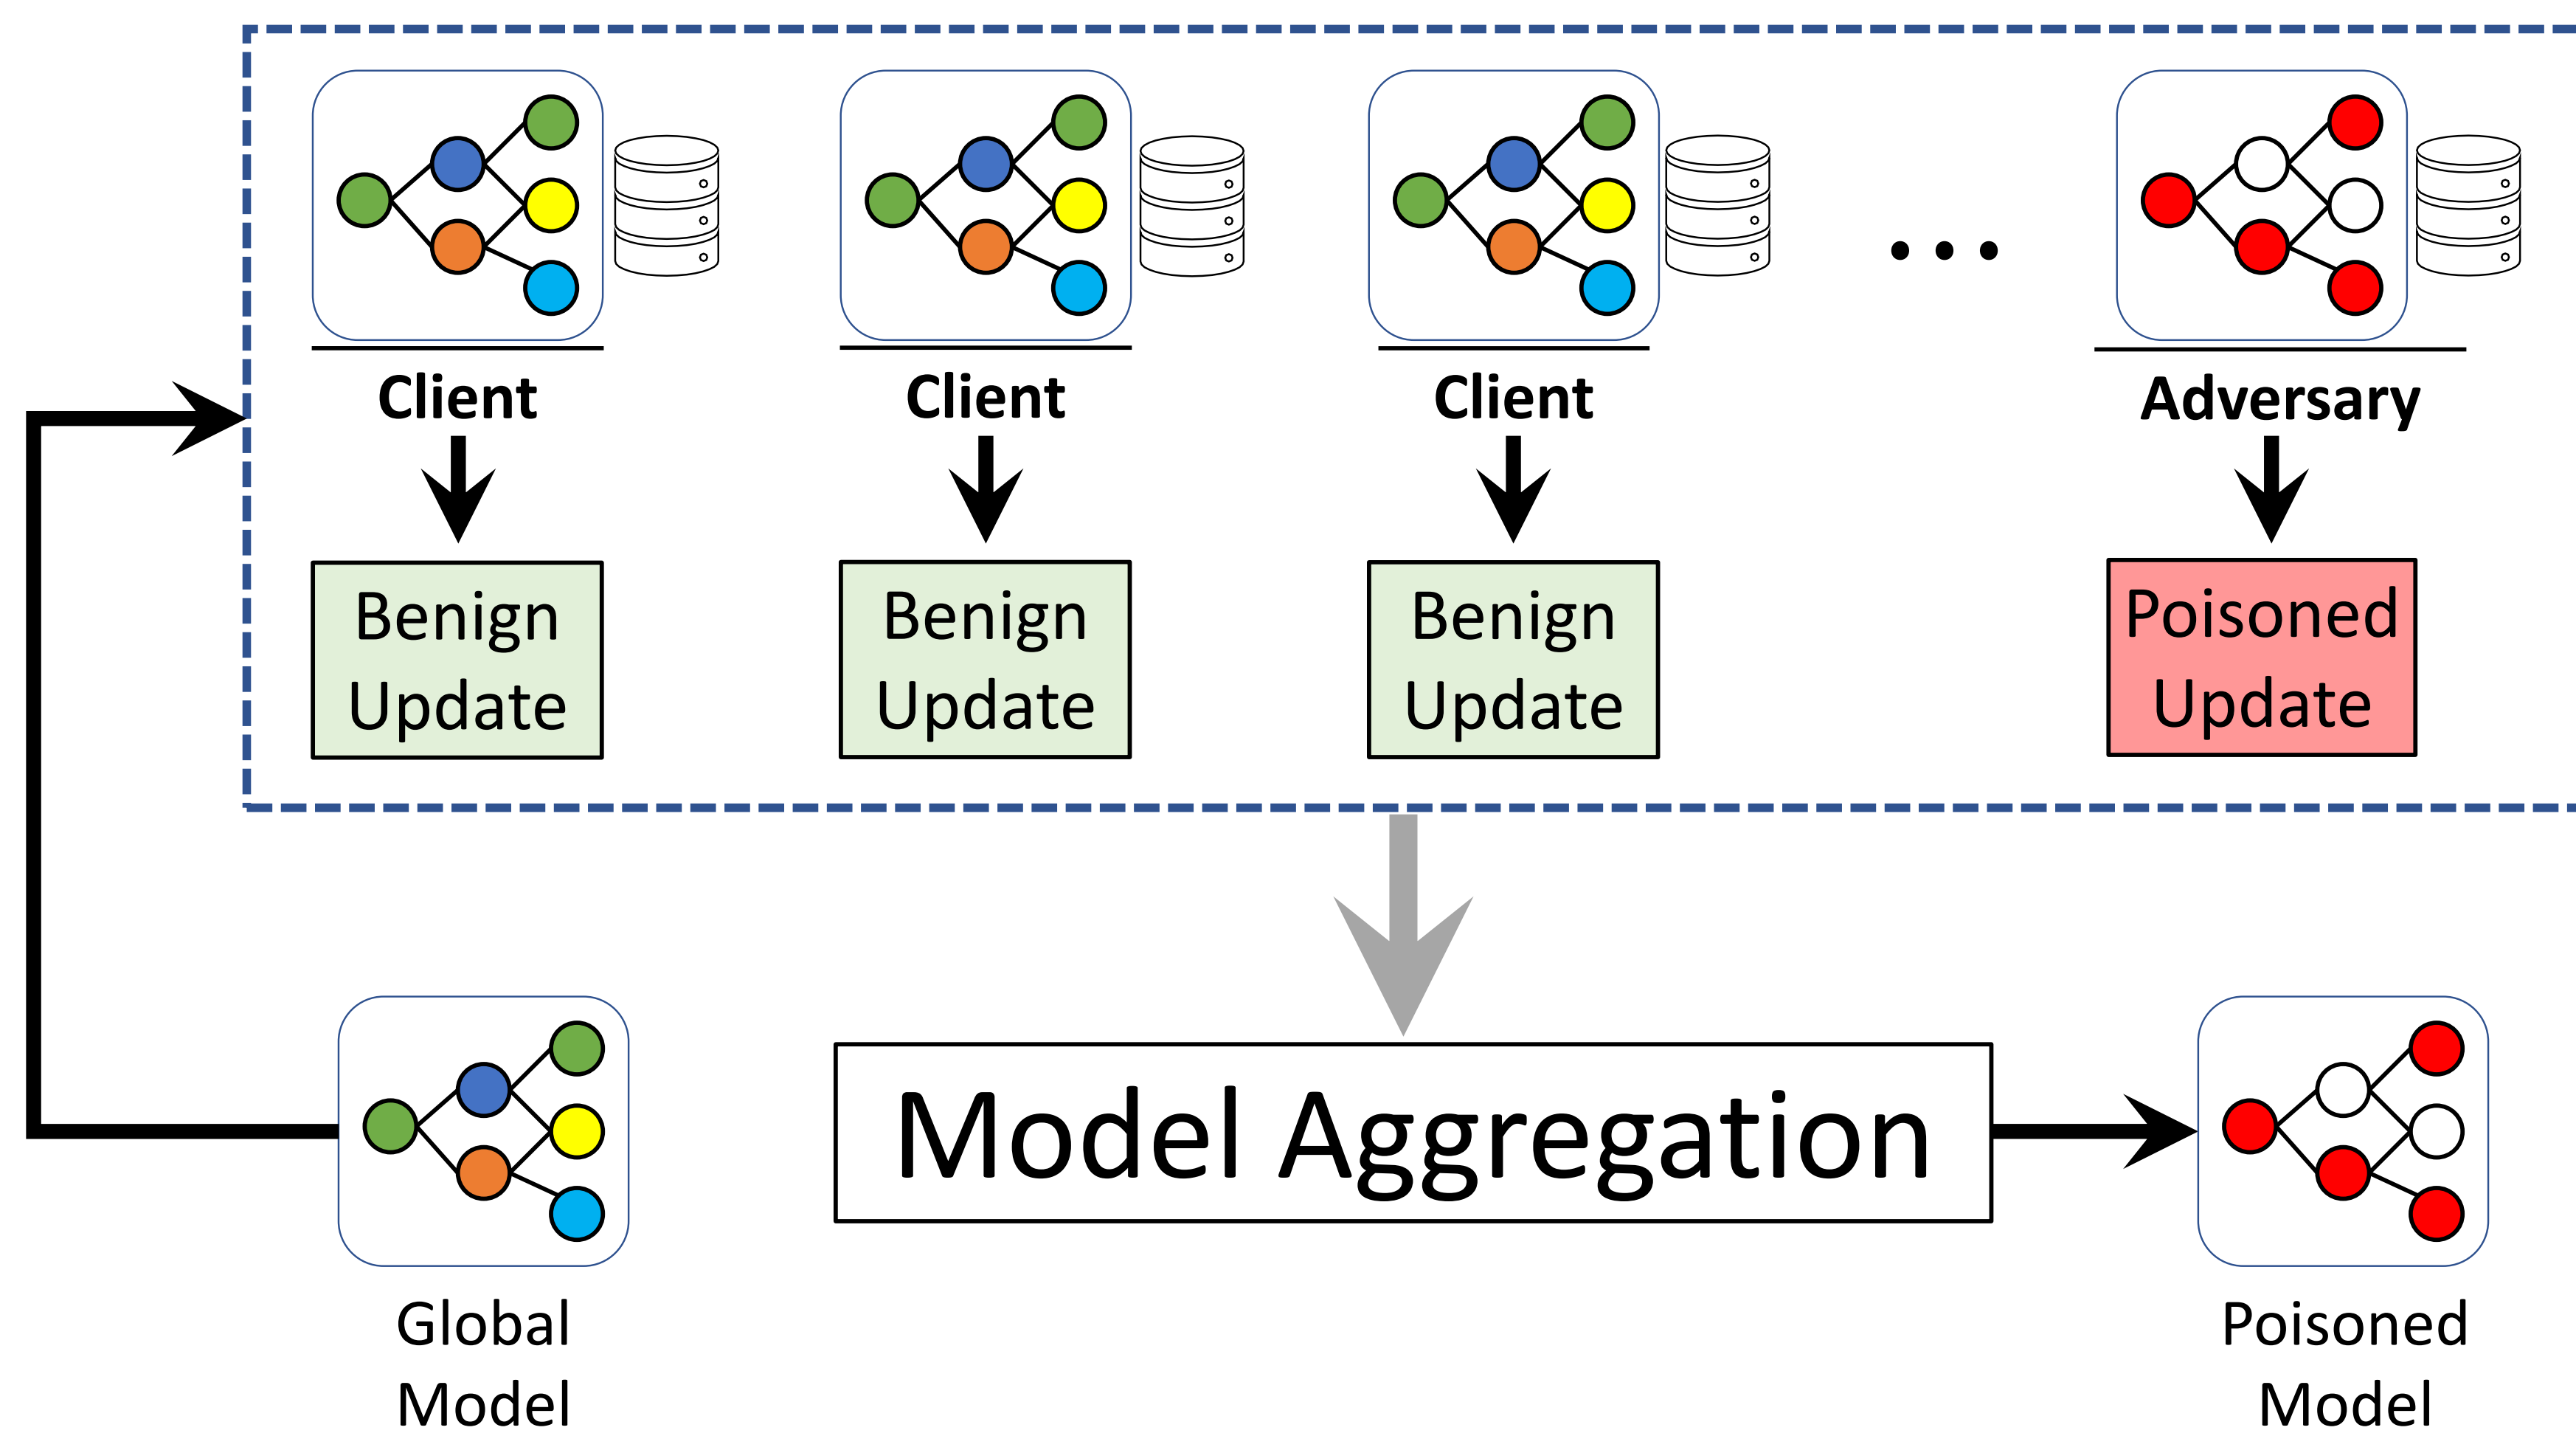 Client
Client
Client
Adversary
Benign
Update
Benign
Update
Benign
Update
Poisoned
Update
Model Aggregation
Global
Model
Poisoned
Model